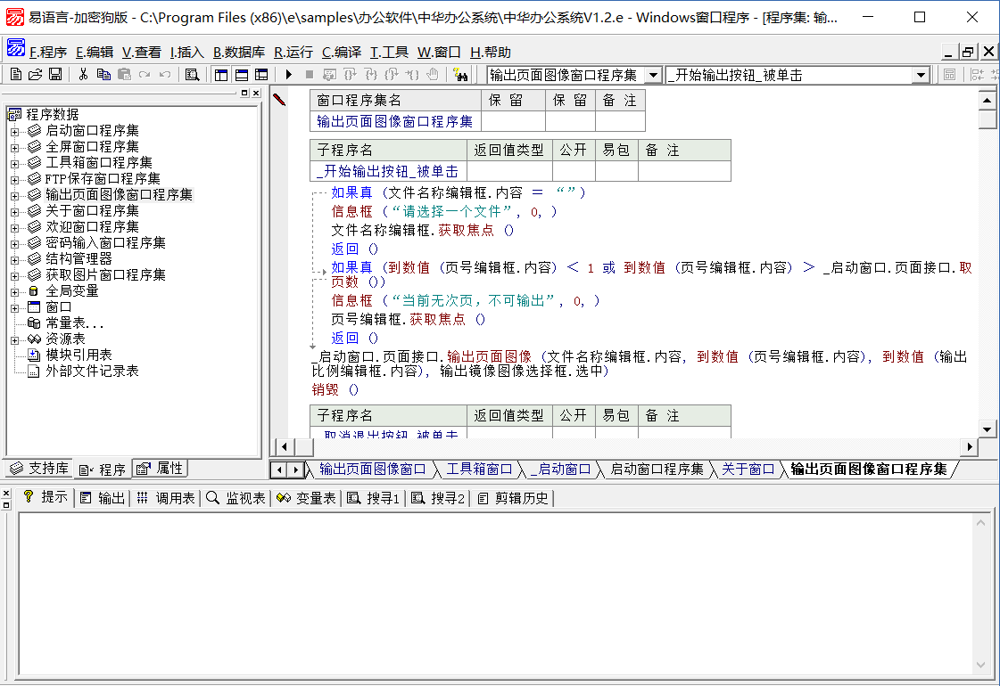 易语言-加密狗版 - C:\Program Files (x86)\e\samples\办公软件\中华办公系统\中华办公系统V1.2.e - Windows窗口程序 - [程序集: 输...
F.程序 E.编辑 V.查看 I.插入 B.数据库 R.运行 C.编译 T.工具 W.窗口 H.帮助
输出页面图像窗口程序集 _开始输出按钮_被单击
程序数据
启动窗口程序集
全屏窗口程序集
工具箱窗口程序集
FTP保存窗口程序集
输出页面图像窗口程序集
关于窗口程序集
欢迎窗口程序集
密码输入窗口程序集
结构管理器
获取图片窗口程序集
全局变量
窗口
常量表...
资源表
模块引用表
外部文件记录表
支持库 程序 属性
窗口程序集名 保 留 保 留 备 注
输出页面图像窗口程序集
子程序名 返回值类型 公开 易包 备 注
_开始输出按钮_被单击
如果真 (文件名称编辑框.内容 = “”)
信息框 (“请选择一个文件”, 0, )
文件名称编辑框.获取焦点 ()
返回 ()
如果真 (到数值 (页号编辑框.内容) < 1 或 到数值 (页号编辑框.内容) > _启动窗口.页面接口.取
页数 ())
信息框 (“当前无次页，不可输出”, 0, )
页号编辑框.获取焦点 ()
返回 ()
_启动窗口.页面接口.输出页面图像 (文件名称编辑框.内容, 到数值 (页号编辑框.内容), 到数值 (输出
比例编辑框.内容), 输出镜像图像选择框.选中)
销毁 ()
子程序名 返回值类型 公开 易包 备 注
_取消退出按钮_被单击
输出页面图像窗口 工具箱窗口 _启动窗口 启动窗口程序集 关于窗口 输出页面图像窗口程序集
提示 输出 调用表 监视表 变量表 搜寻1 搜寻2 剪辑历史